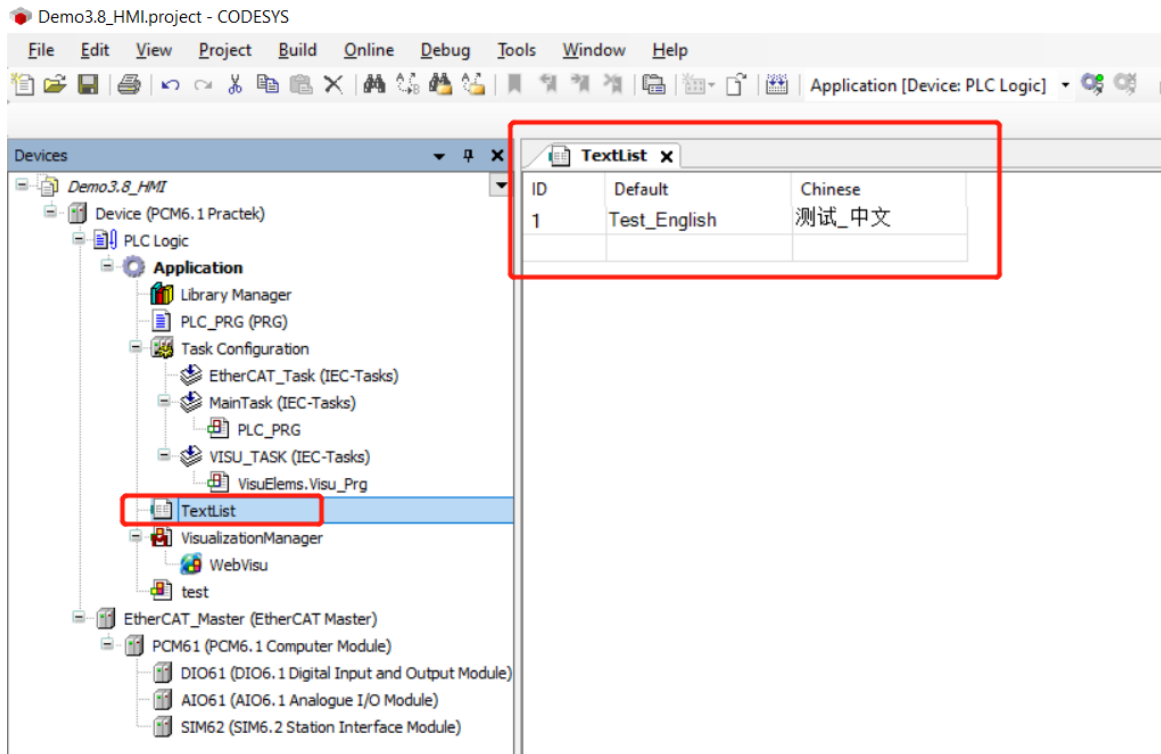 Demo3.8_HMI.project - CODESYS
File Edit View Project Build Online Debug Tools Window Help
Application [Device: PLC Logic]
Devices
Demo3.8_HMI
Device (PCM6.1 Practek)
PLC Logic
Application
Library Manager
PLC_PRG (PRG)
Task Configuration
EtherCAT_Task (IEC-Tasks)
MainTask (IEC-Tasks)
PLC_PRG
VISU_TASK (IEC-Tasks)
VisuElems.Visu_Prg
TextList
VisualizationManager
WebVisu
test
EtherCAT_Master (EtherCAT Master)
PCM61 (PCM6.1 Computer Module)
DIO61 (DIO6.1 Digital Input and Output Module)
AIO61 (AIO6.1 Analogue I/O Module)
SIM62 (SIM6.2 Station Interface Module)
TextList
ID Default Chinese
1 Test_English 测试_中文